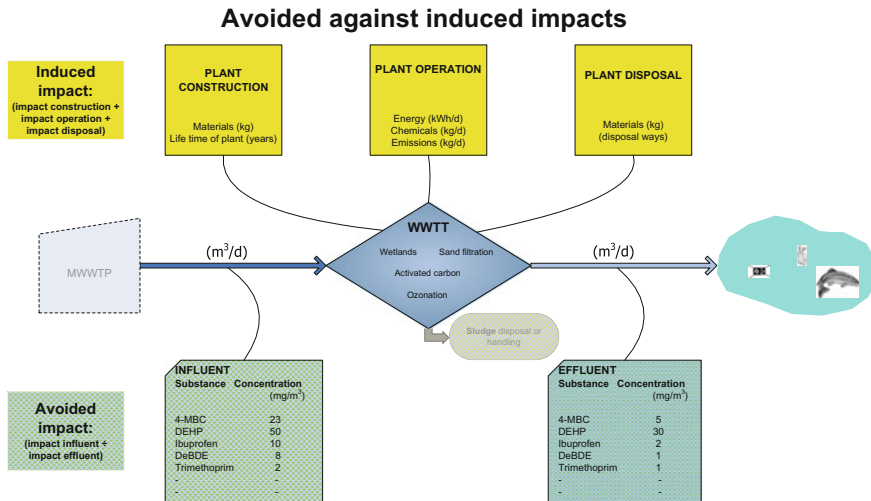 Avoided against induced impacts
Induced
impact:
(impact construction +
impact operation +
impact disposal)
PLANT
CONSTRUCTION
Materials (kg)
Life time of plant (years)
PLANT OPERATION
Energy (kWh/d)
Chemicals (kg/d)
Emissions (kg/d)
PLANT DISPOSAL
Materials (kg)
(disposal ways)
MWWTP
(m³/d)
WWTT
Wetlands Sand filtration
Activated carbon
Ozonation
(m³/d)
Sludge disposal or
handling
Avoided
impact:
(impact influent ÷
impact effluent)
INFLUENT
Substance Concentration
(mg/m³)
4-MBC 23
DEHP 50
Ibuprofen 10
DeBDE 8
Trimethoprim 2
- -
- -
EFFLUENT
Substance Concentration
(mg/m³)
4-MBC 5
DEHP 30
Ibuprofen 2
DeBDE 1
Trimethoprim 1
- -
- -